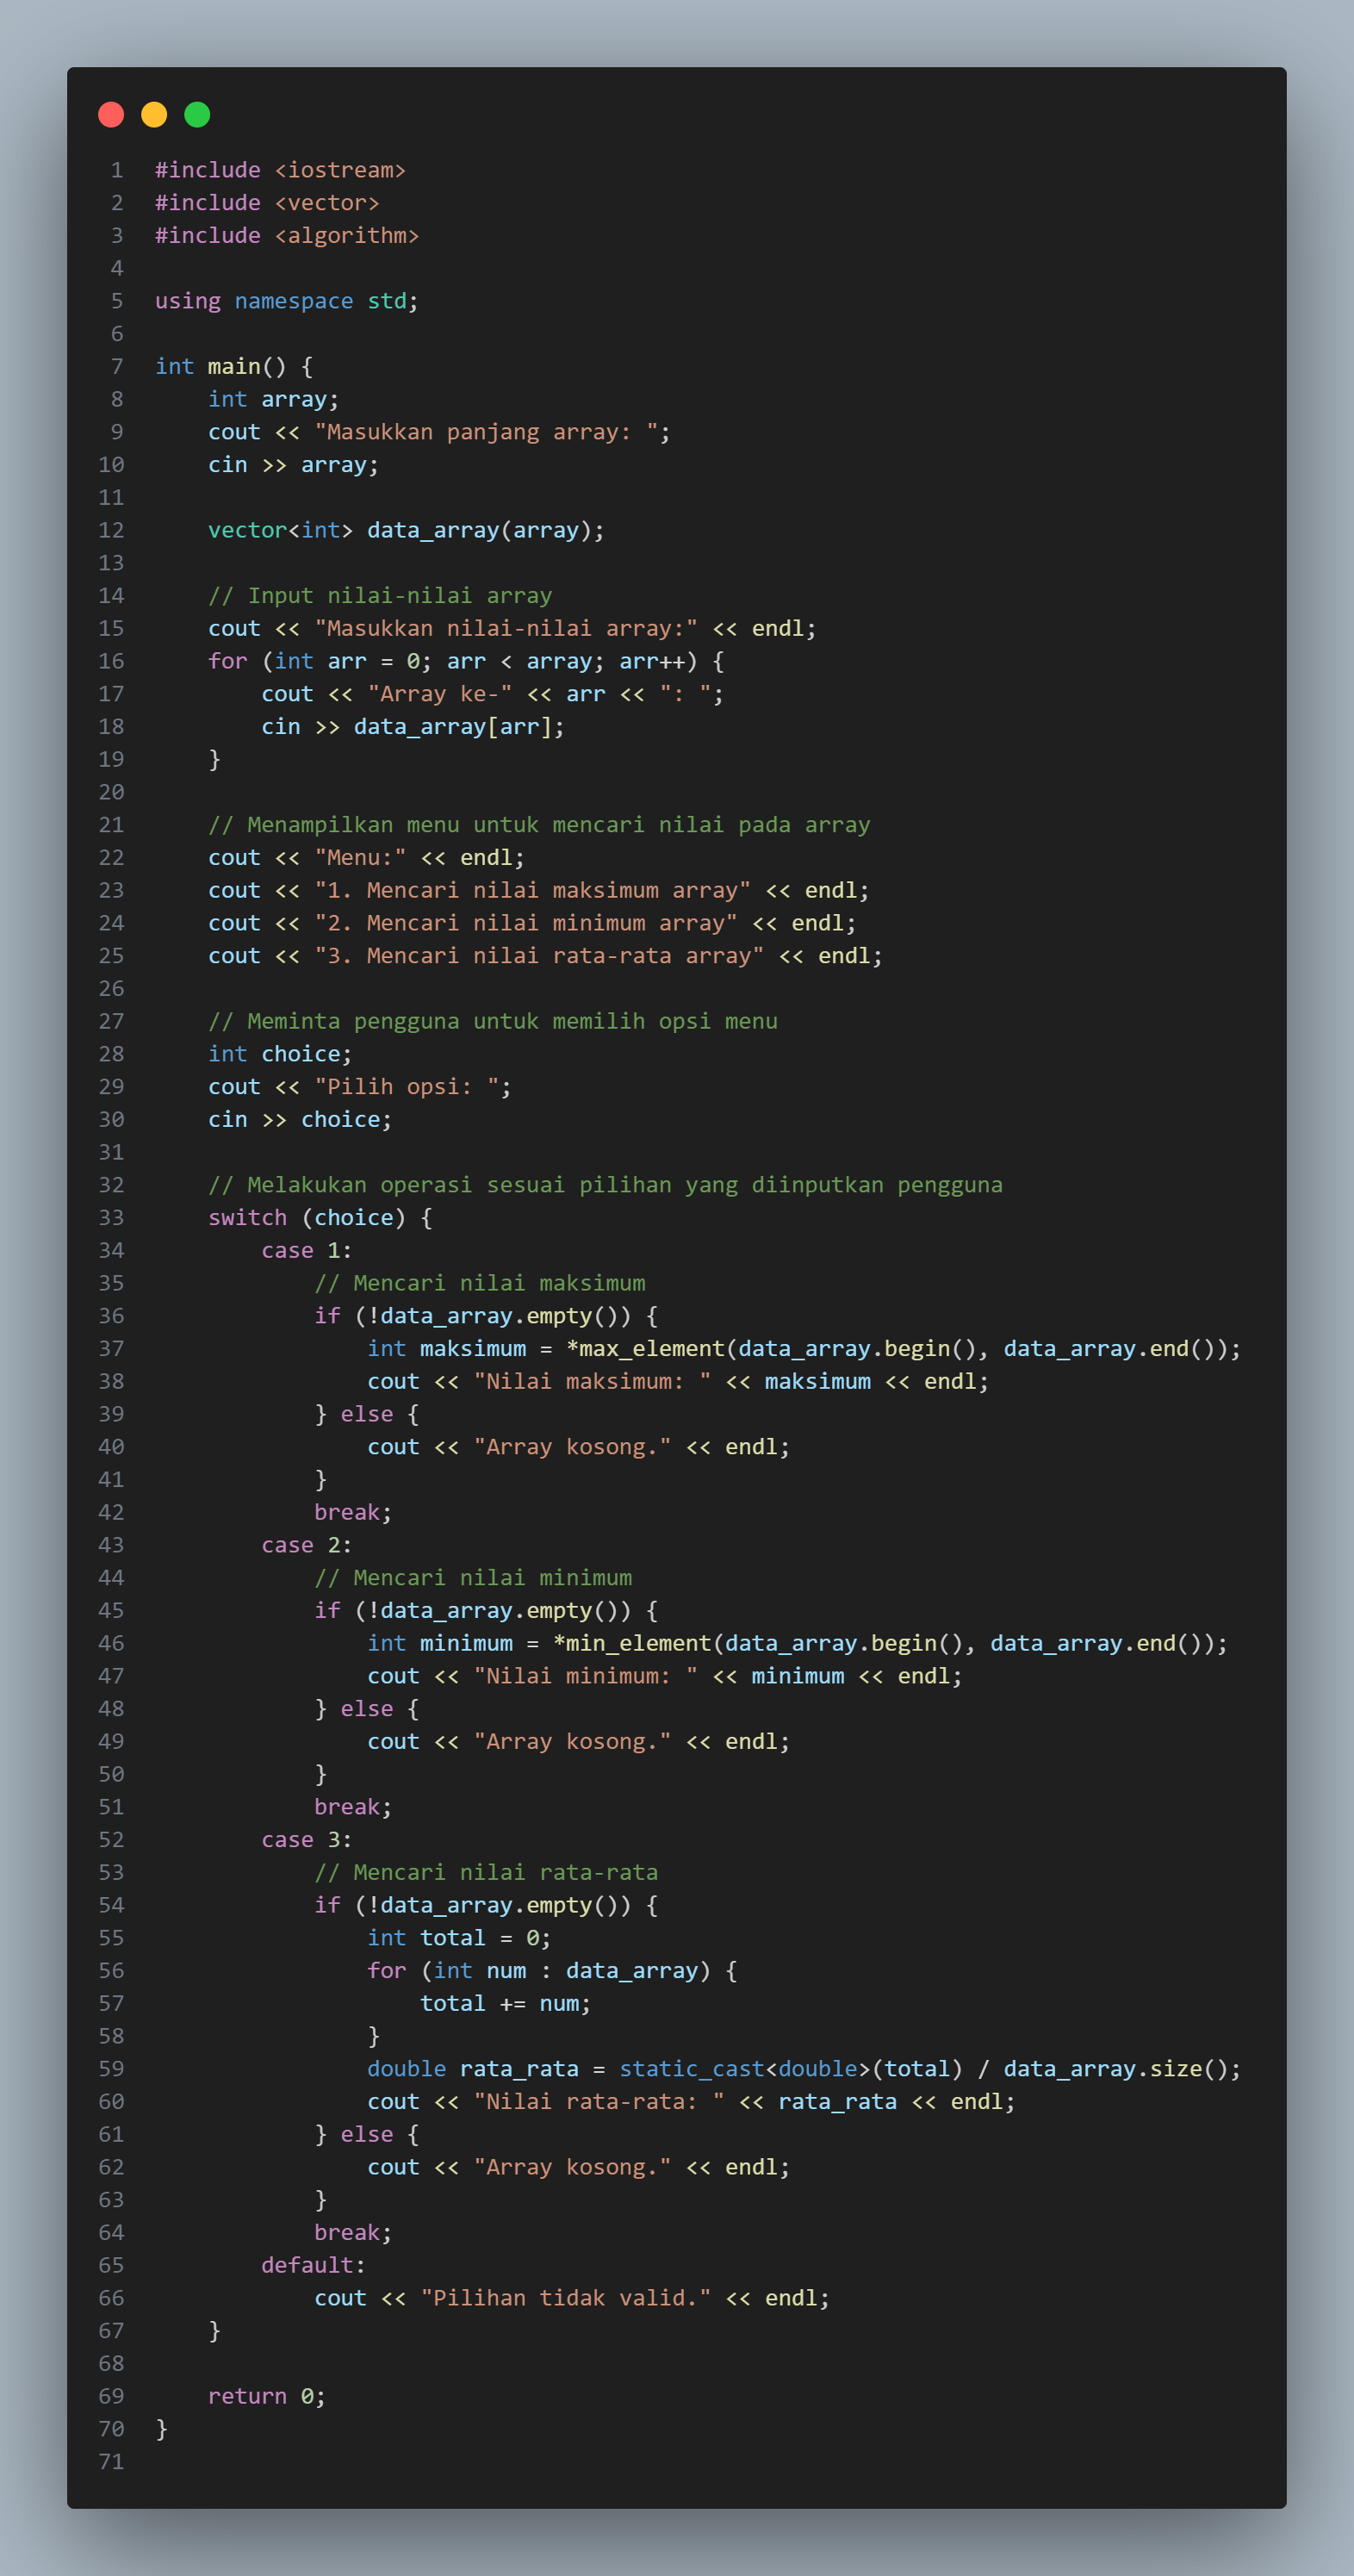 1 #include <iostream>
2 #include <vector>
3 #include <algorithm>
4
5 using namespace std;
6
7 int main() {
8     int array;
9     cout << "Masukkan panjang array: ";
10     cin >> array;
11
12     vector<int> data_array(array);
13
14     // Input nilai-nilai array
15     cout << "Masukkan nilai-nilai array:" << endl;
16     for (int arr = 0; arr < array; arr++) {
17         cout << "Array ke-" << arr << ": ";
18         cin >> data_array[arr];
19     }
20
21     // Menampilkan menu untuk mencari nilai pada array
22     cout << "Menu:" << endl;
23     cout << "1. Mencari nilai maksimum array" << endl;
24     cout << "2. Mencari nilai minimum array" << endl;
25     cout << "3. Mencari nilai rata-rata array" << endl;
26
27     // Meminta pengguna untuk memilih opsi menu
28     int choice;
29     cout << "Pilih opsi: ";
30     cin >> choice;
31
32     // Melakukan operasi sesuai pilihan yang diinputkan pengguna
33     switch (choice) {
34         case 1:
35             // Mencari nilai maksimum
36             if (!data_array.empty()) {
37                 int maksimum = *max_element(data_array.begin(), data_array.end());
38                 cout << "Nilai maksimum: " << maksimum << endl;
39             } else {
40                 cout << "Array kosong." << endl;
41             }
42             break;
43         case 2:
44             // Mencari nilai minimum
45             if (!data_array.empty()) {
46                 int minimum = *min_element(data_array.begin(), data_array.end());
47                 cout << "Nilai minimum: " << minimum << endl;
48             } else {
49                 cout << "Array kosong." << endl;
50             }
51             break;
52         case 3:
53             // Mencari nilai rata-rata
54             if (!data_array.empty()) {
55                 int total = 0;
56                 for (int num : data_array) {
57                     total += num;
58                 }
59                 double rata_rata = static_cast<double>(total) / data_array.size();
60                 cout << "Nilai rata-rata: " << rata_rata << endl;
61             } else {
62                 cout << "Array kosong." << endl;
63             }
64             break;
65         default:
66             cout << "Pilihan tidak valid." << endl;
67     }
68
69     return 0;
70 }
71